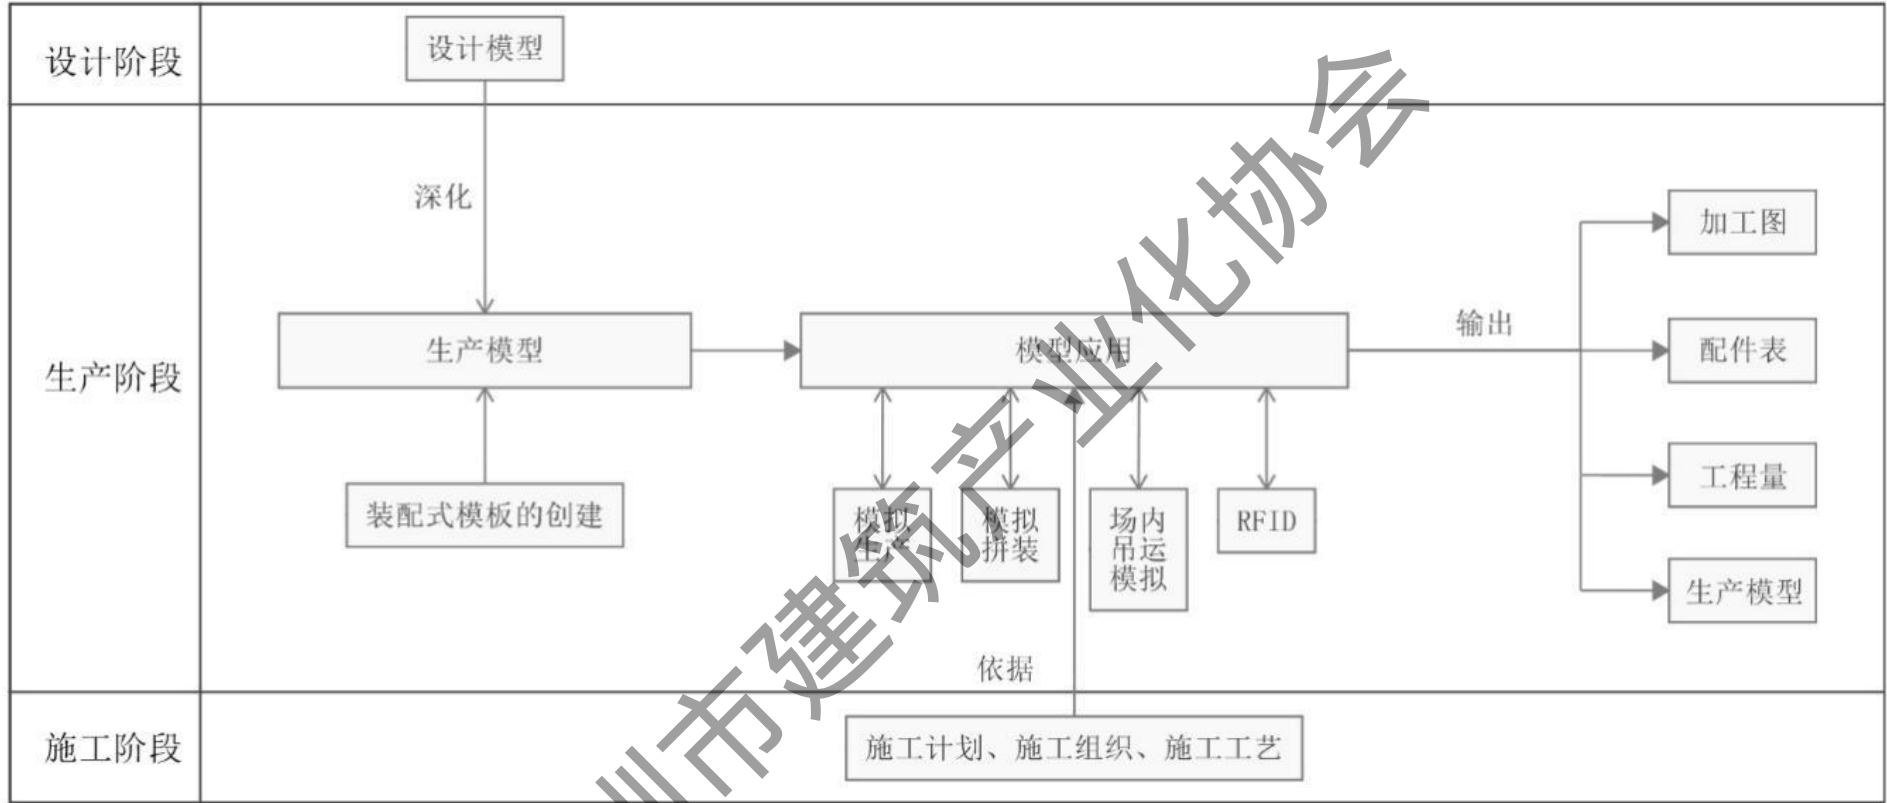 设计阶段
设计模型
深化
生产阶段
生产模型
模型应用
输出
加工图
配件表
工程量
生产模型
装配式模板的创建
模拟
生产
模拟
拼装
场内
吊运
模拟
RFID
依据
施工阶段
施工计划、施工组织、施工工艺
圳市建筑产业化协会